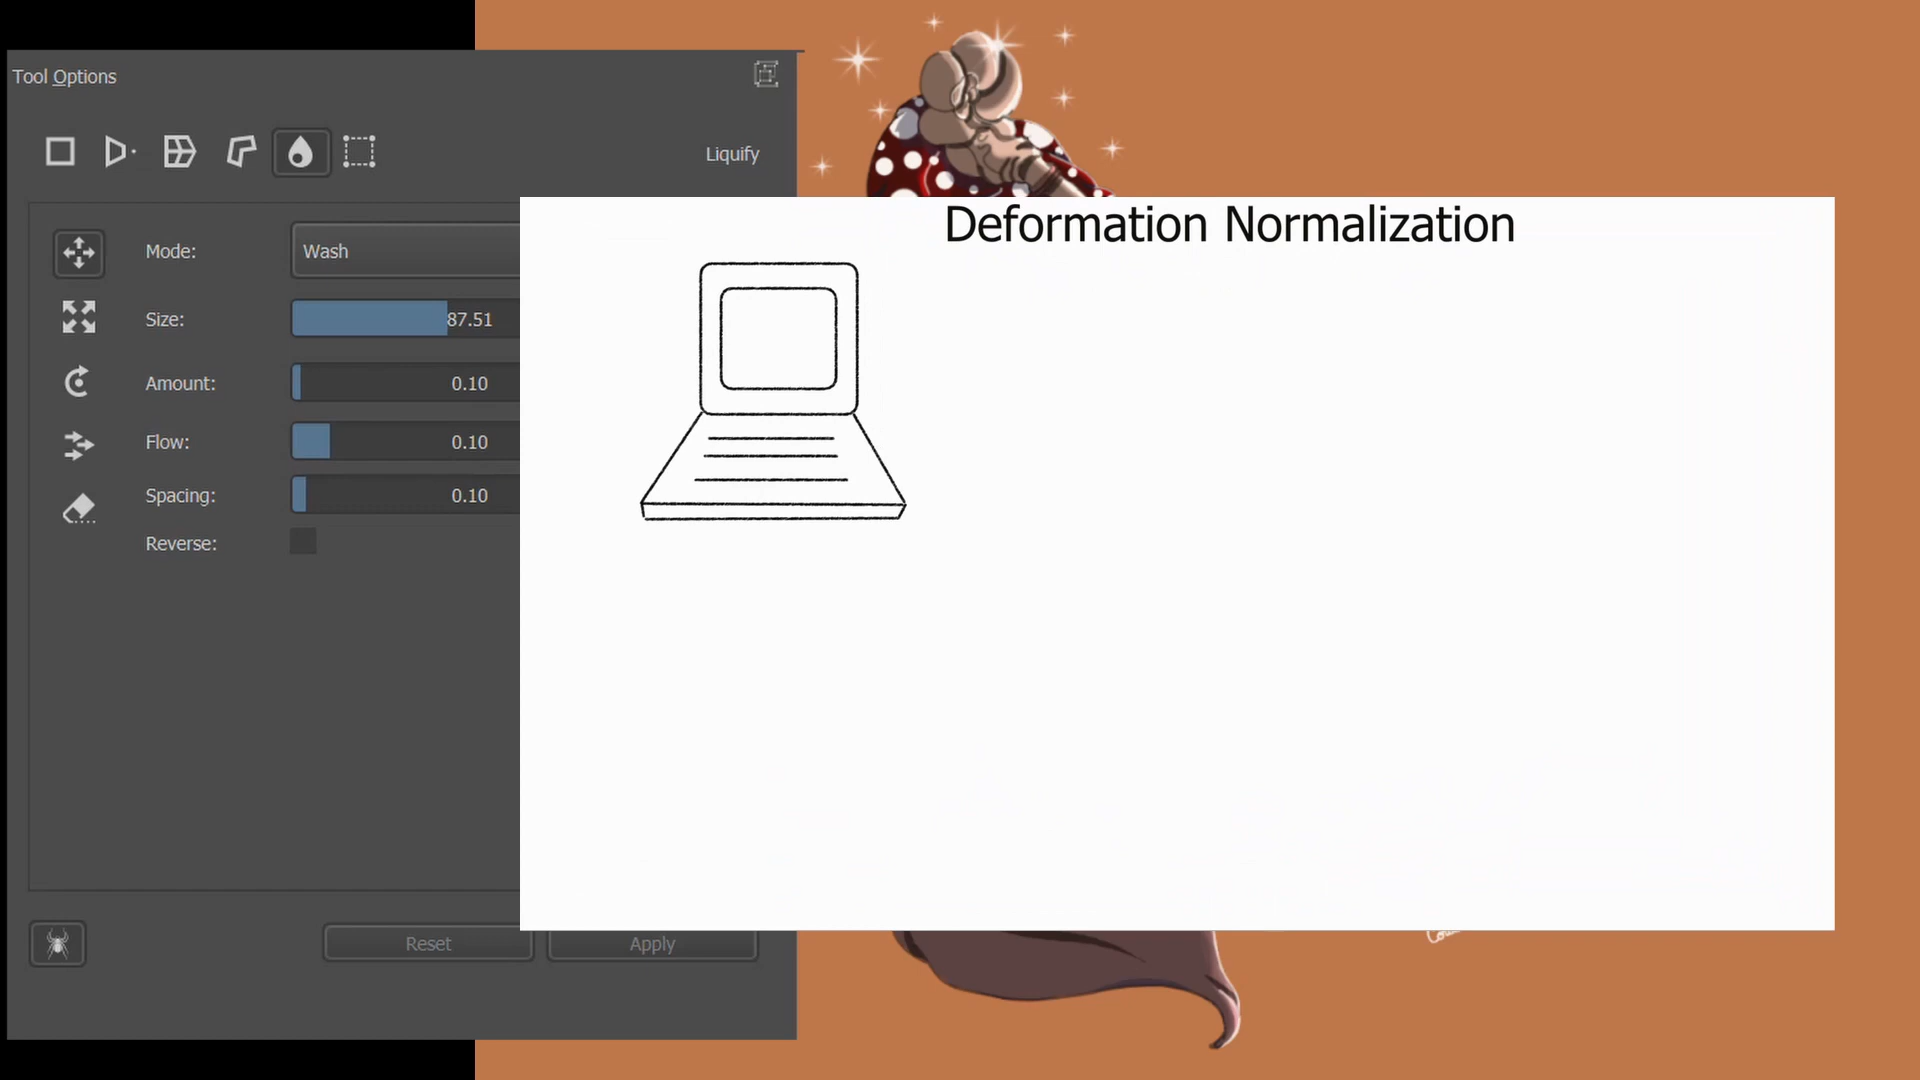 Tool Options
Liquify
Deformation Normalization
Mode: Wash
Size: 87.51
Amount: 0.10
Flow: 0.10
Spacing: 0.10
Reverse:
Reset Apply